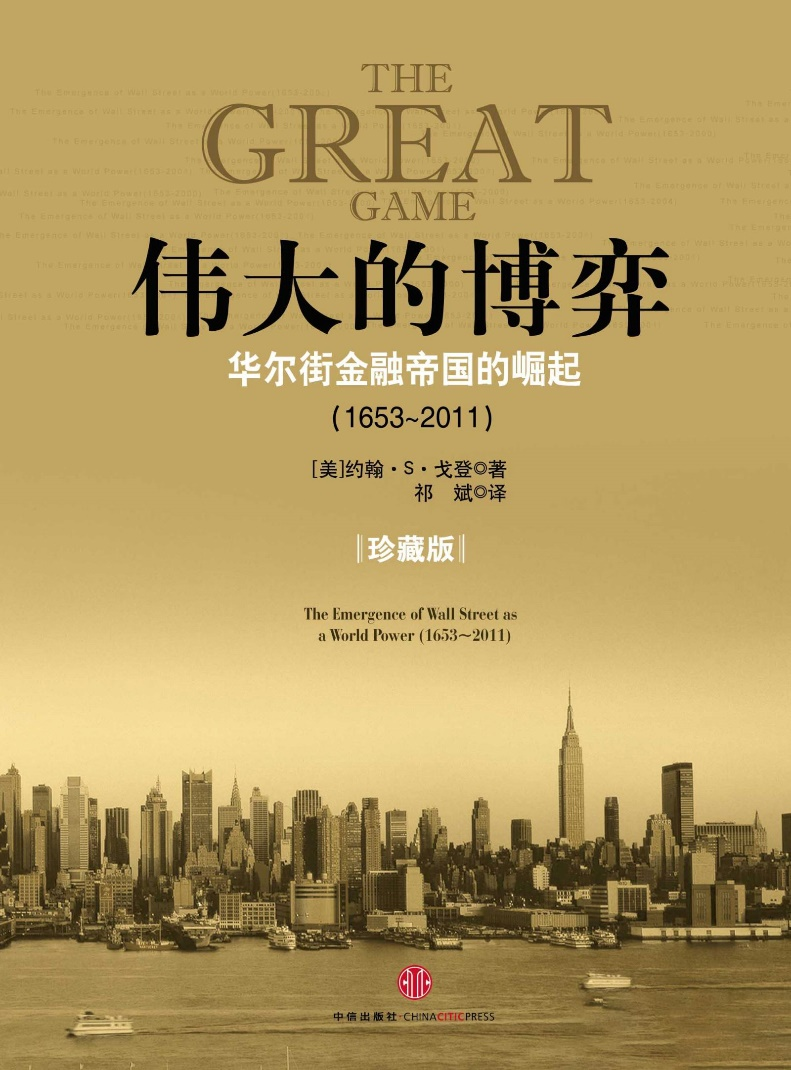 THE
GREAT
GAME
伟大的博弈
华尔街金融帝国的崛起
(1653~2011)
[美]约翰·S·戈登◎著
祁 斌◎译
珍藏版
The Emergence of Wall Street as
a World Power (1653~2011)
中信出版社·CHINACITICPRESS